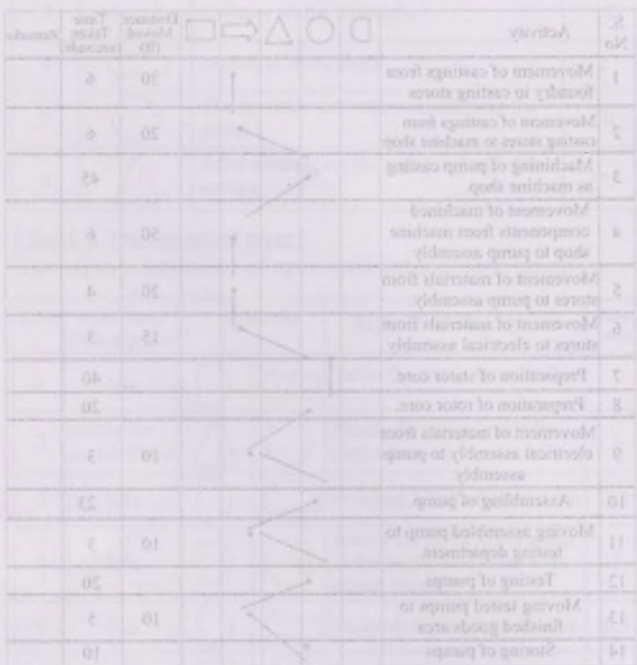 S. No
Activity
Distance Moved (ft)
Time Taken (seconds)
Remarks
1 Movement of castings from foundry to casting stores 30 6
2 Movement of castings from casting stores to machine shop 20 6
3 Machining of pump casting as machine shop 45
4 Movement of machined components from machine shop to pump assembly 50 6
5 Movement of materials from stores to pump assembly. 20 4
6 Movement of materials from stores to electrical assembly 15 3
7 Preparation of stator core. 40
8 Preparation of rotor core. 20
9 Movement of materials from electrical assembly to pump assembly 10 3
10 Assembling of pump 23
11 Moving assembled pump to testing department. 10 3
12 Testing of pumps 20
13 Moving tested pumps to finished goods area 10 5
14 Storing of pumps 10